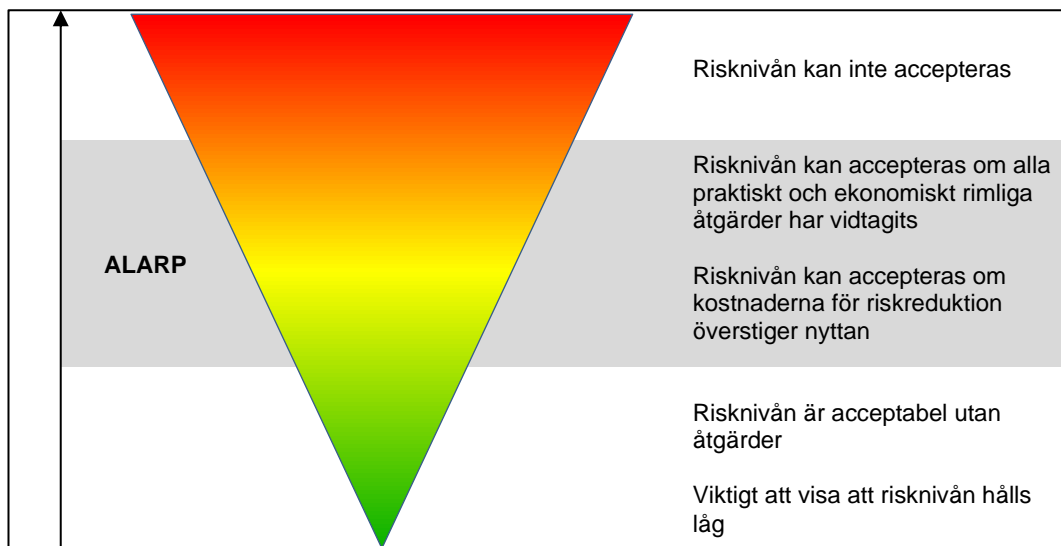 Risknivån kan inte accepteras
Risknivån kan accepteras om alla
praktiskt och ekonomiskt rimliga
åtgärder har vidtagits
ALARP
Risknivån kan accepteras om
kostnaderna för riskreduktion
överstiger nyttan
Risknivån är acceptabel utan
åtgärder
Viktigt att visa att risknivån hålls
låg